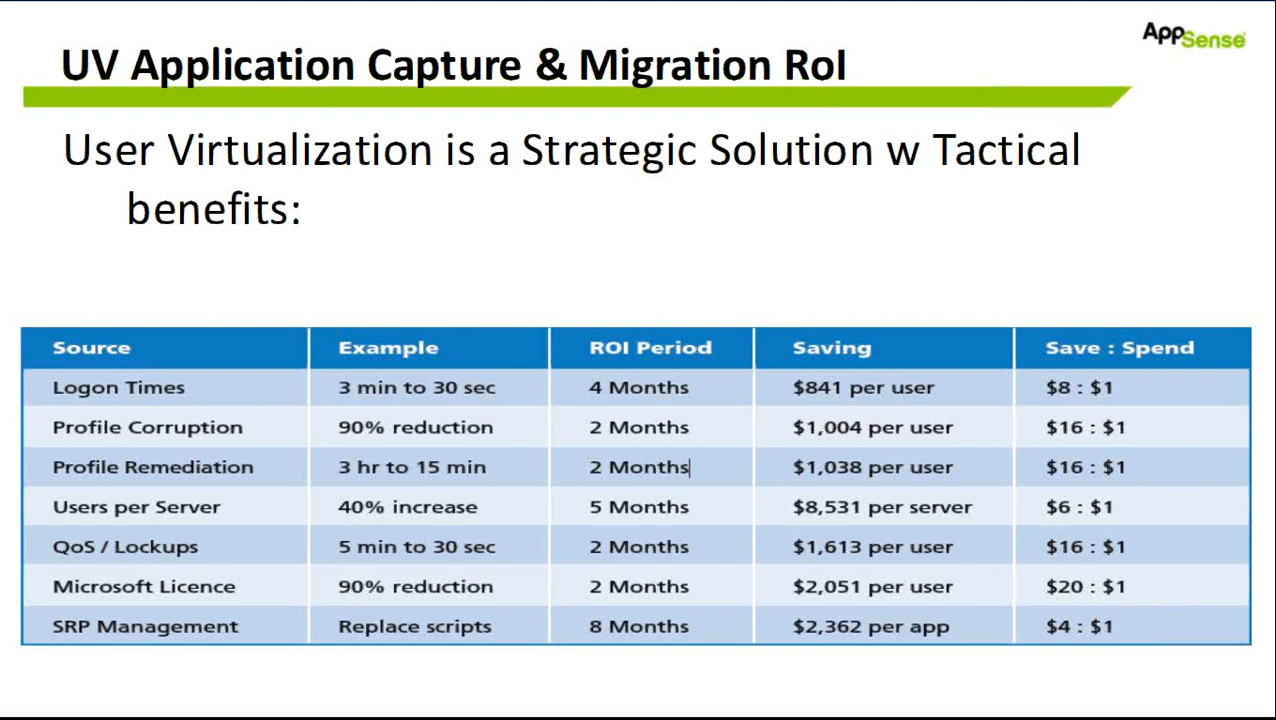 AppSense
UV Application Capture & Migration RoI
User Virtualization is a Strategic Solution w Tactical
benefits:
Source Example ROI Period Saving Save : Spend
Logon Times 3 min to 30 sec 4 Months $841 per user $8 : $1
Profile Corruption 90% reduction 2 Months $1,004 per user $16 : $1
Profile Remediation 3 hr to 15 min 2 Months $1,038 per user $16 : $1
Users per Server 40% increase 5 Months $8,531 per server $6 : $1
QoS / Lockups 5 min to 30 sec 2 Months $1,613 per user $16 : $1
Microsoft Licence 90% reduction 2 Months $2,051 per user $20 : $1
SRP Management Replace scripts 8 Months $2,362 per app $4 : $1